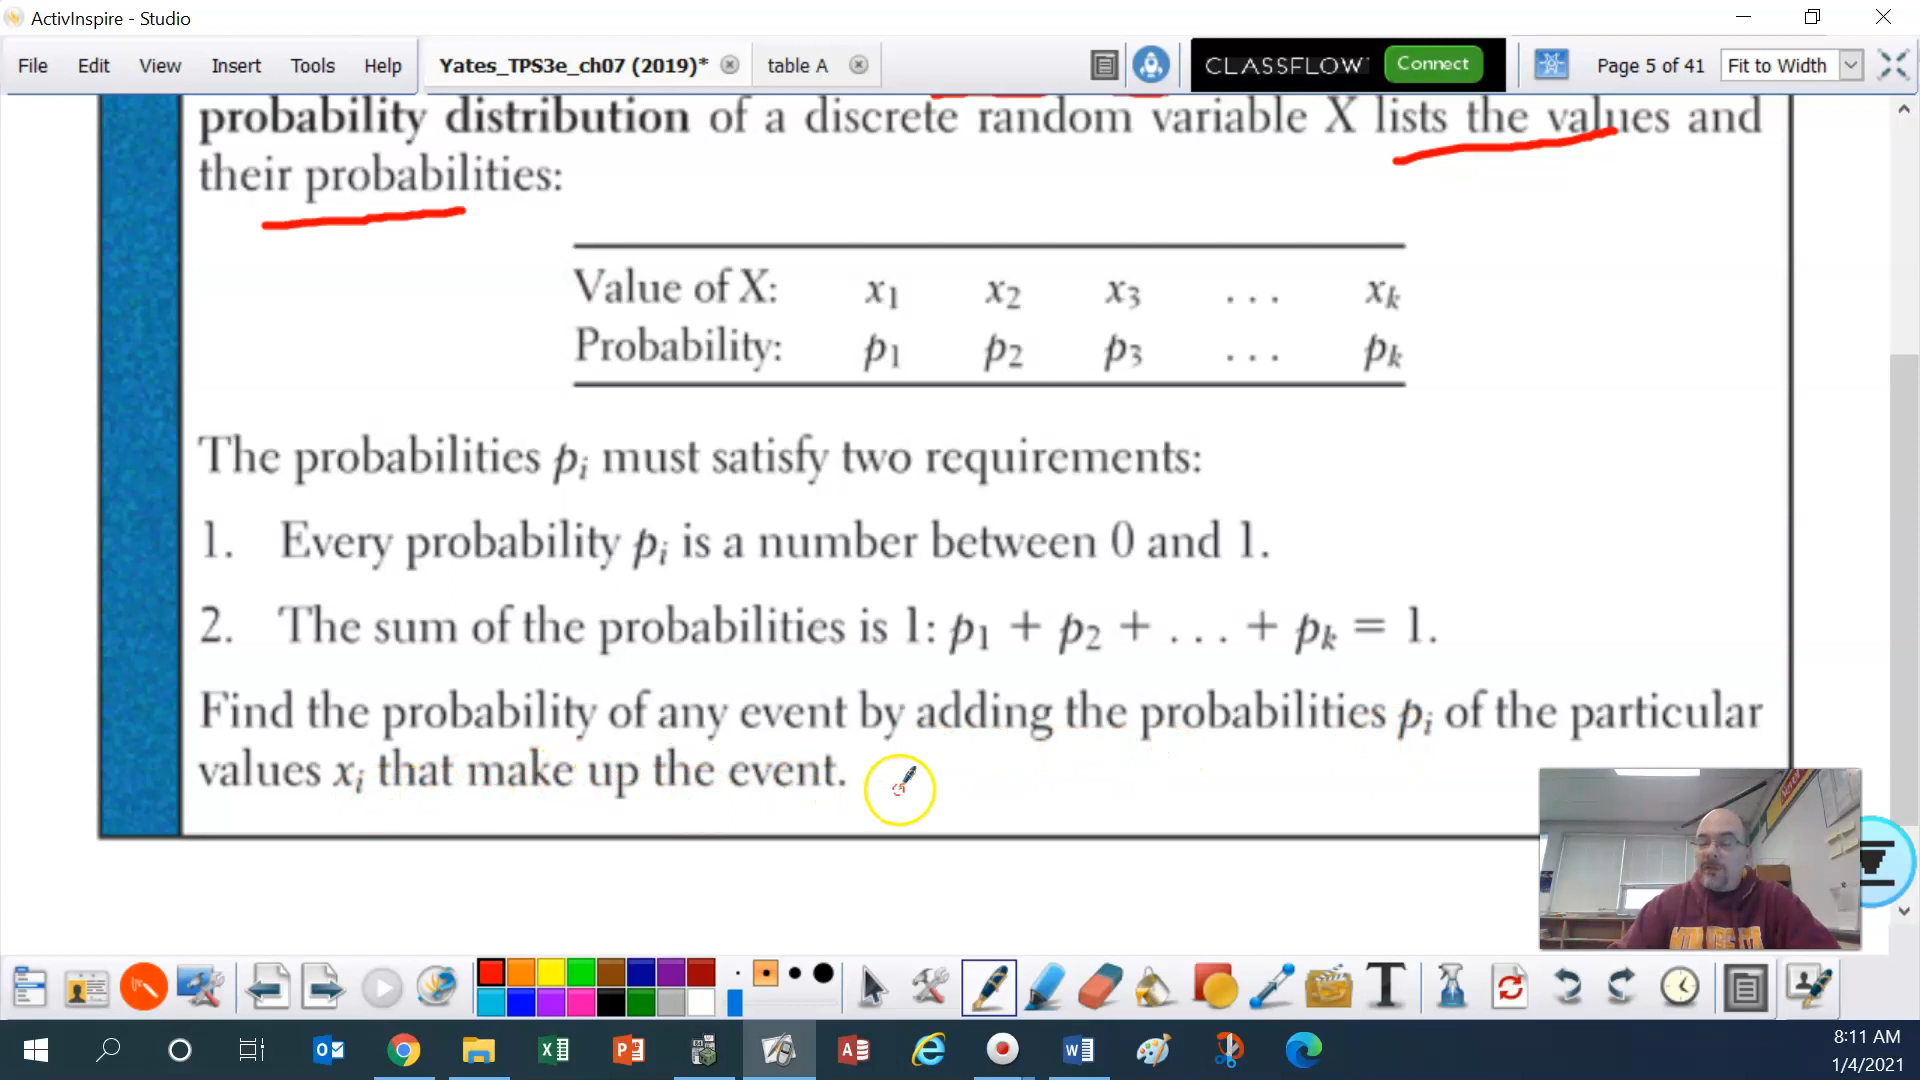 ActivInspire - Studio
File Edit View Insert Tools Help
Yates_TPS3e_ch07 (2019)*
table A
CLASSFLOW Connect
Page 5 of 41
Fit to Width
probability distribution of a discrete random variable X lists the values and
their probabilities:
Value of X: x1 x2 x3 . . . xk
Probability: p1 p2 p3 . . . pk
The probabilities pi must satisfy two requirements:
1. Every probability pi is a number between 0 and 1.
2. The sum of the probabilities is 1: p1 + p2 + . . . + pk = 1.
Find the probability of any event by adding the probabilities pi of the particular
values xi that make up the event.
8:11 AM
1/4/2021